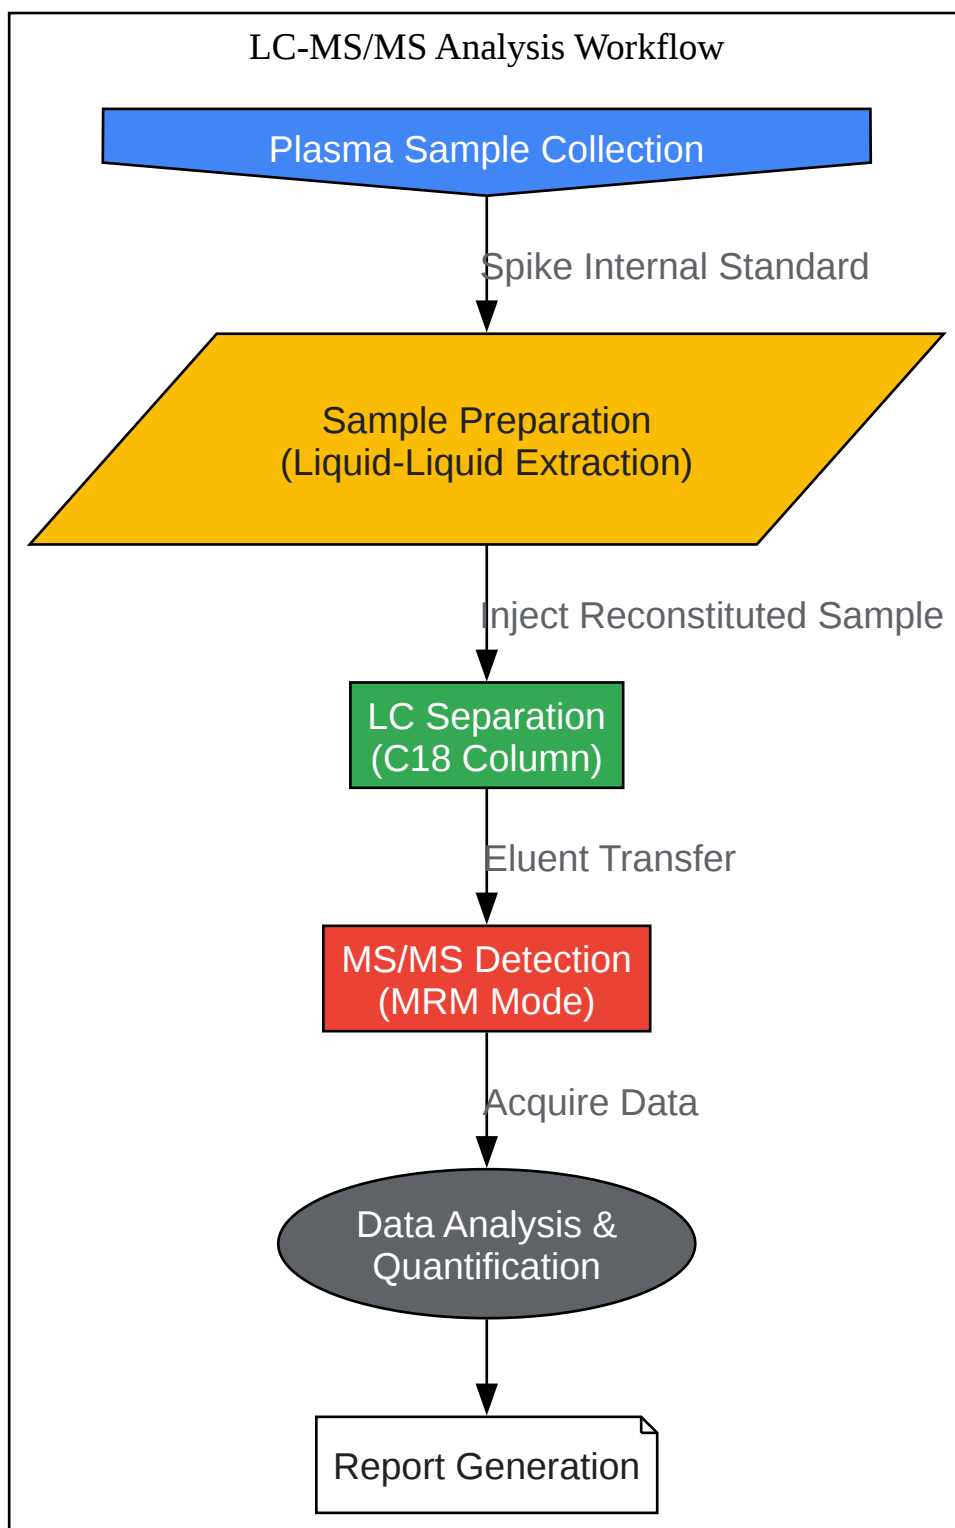 LC-MS/MS Analysis Workflow
Plasma Sample Collection
Spike Internal Standard
Sample Preparation
(Liquid-Liquid Extraction)
Inject Reconstituted Sample
LC Separation
(C18 Column)
Eluent Transfer
MS/MS Detection
(MRM Mode)
Acquire Data
Data Analysis &
Quantification
Report Generation